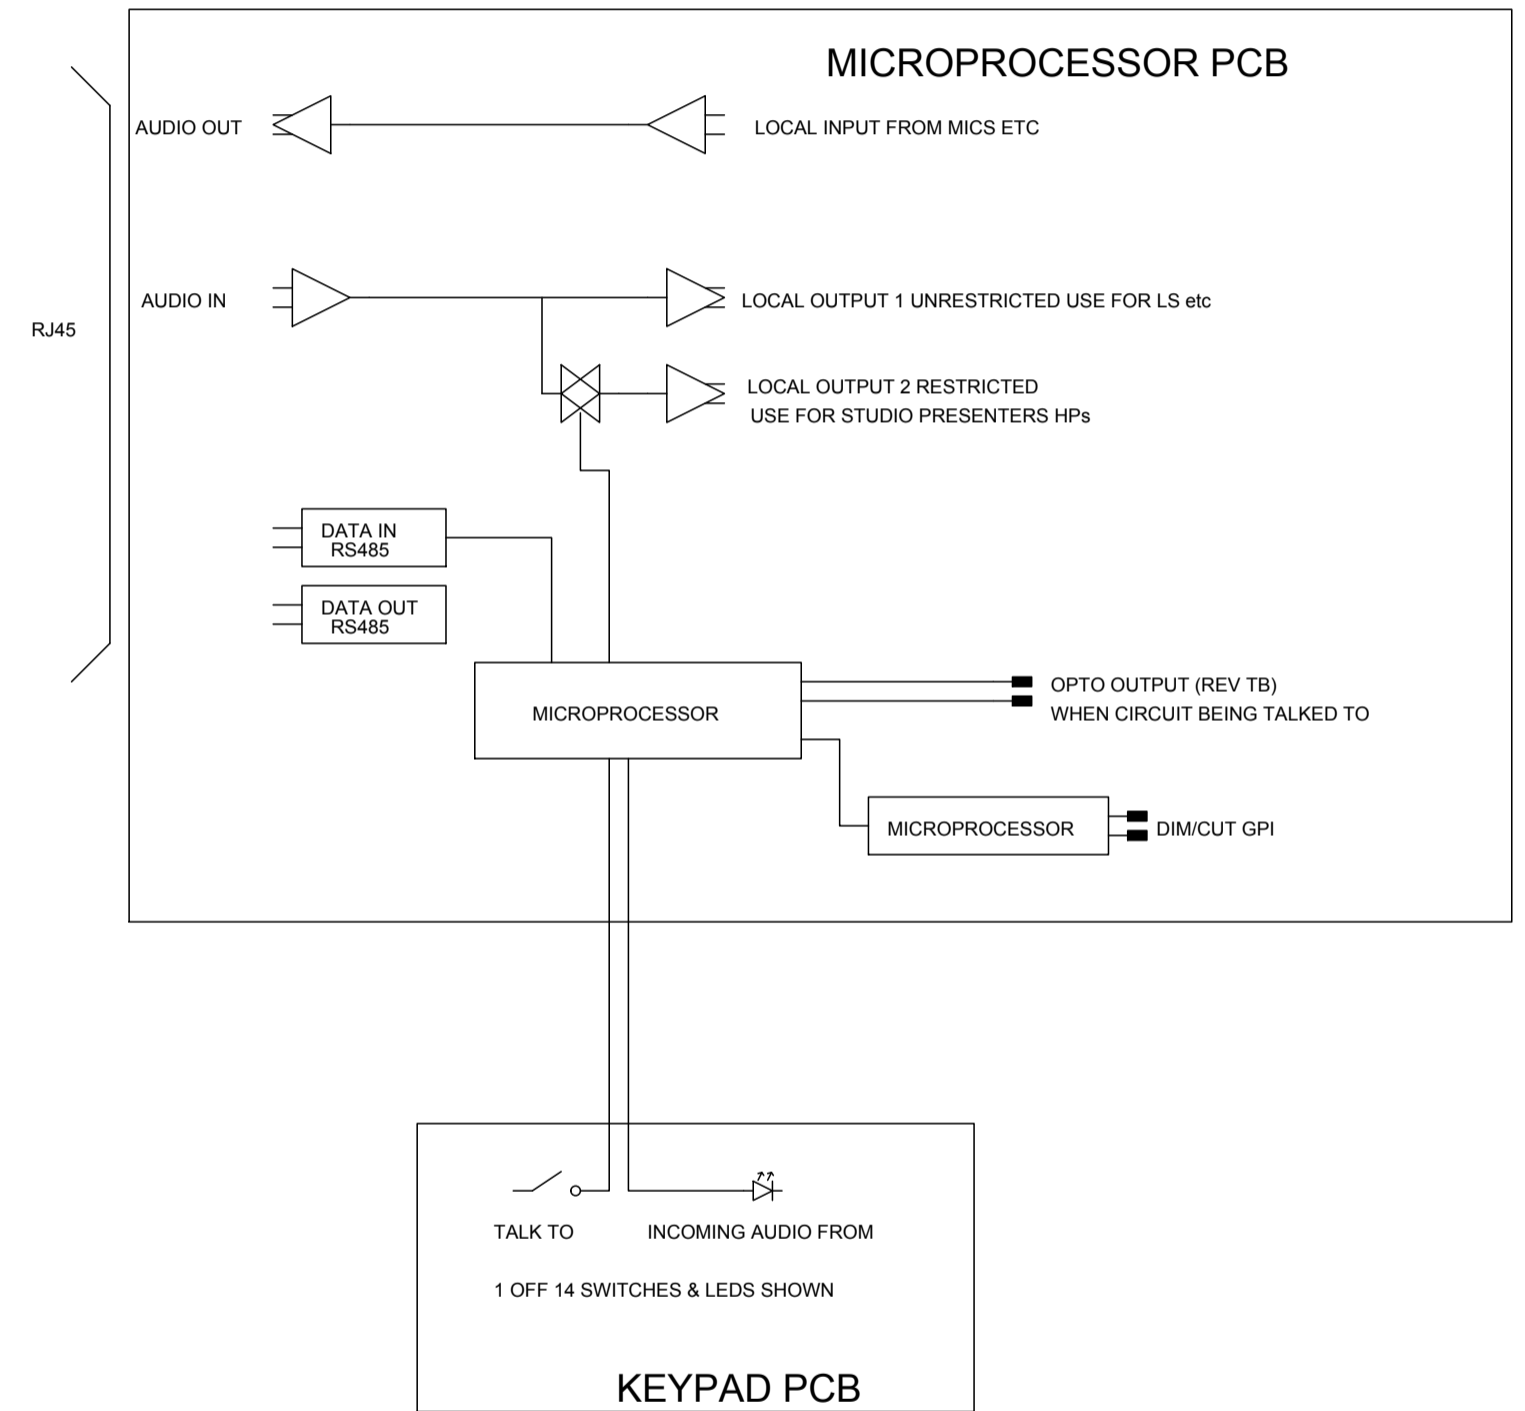 MICROPROCESSOR PCB
AUDIO OUT
LOCAL INPUT FROM MICS ETC
AUDIO IN
LOCAL OUTPUT 1 UNRESTRICTED USE FOR LS etc
RJ45
LOCAL OUTPUT 2 RESTRICTED
USE FOR STUDIO PRESENTERS HPs
DATA IN
RS485
DATA OUT
RS485
MICROPROCESSOR
OPTO OUTPUT (REV TB)
WHEN CIRCUIT BEING TALKED TO
MICROPROCESSOR
DIM/CUT GPI
TALK TO
INCOMING AUDIO FROM
1 OFF 14 SWITCHES & LEDS SHOWN
KEYPAD PCB